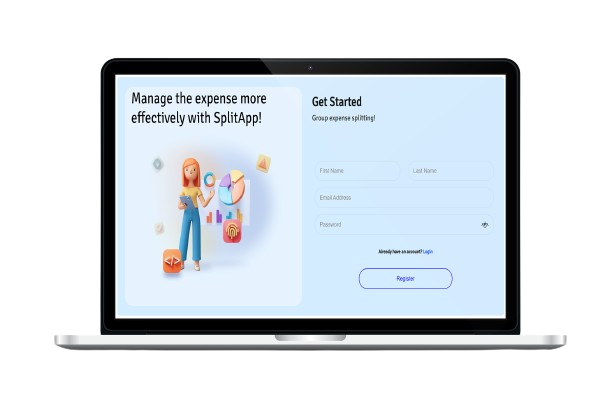 Manage the expense more
effectively with SplitApp!
Get Started
Group expense splitting!
First Name
Last Name
Email Address
Password
Already have an account? Login
Register